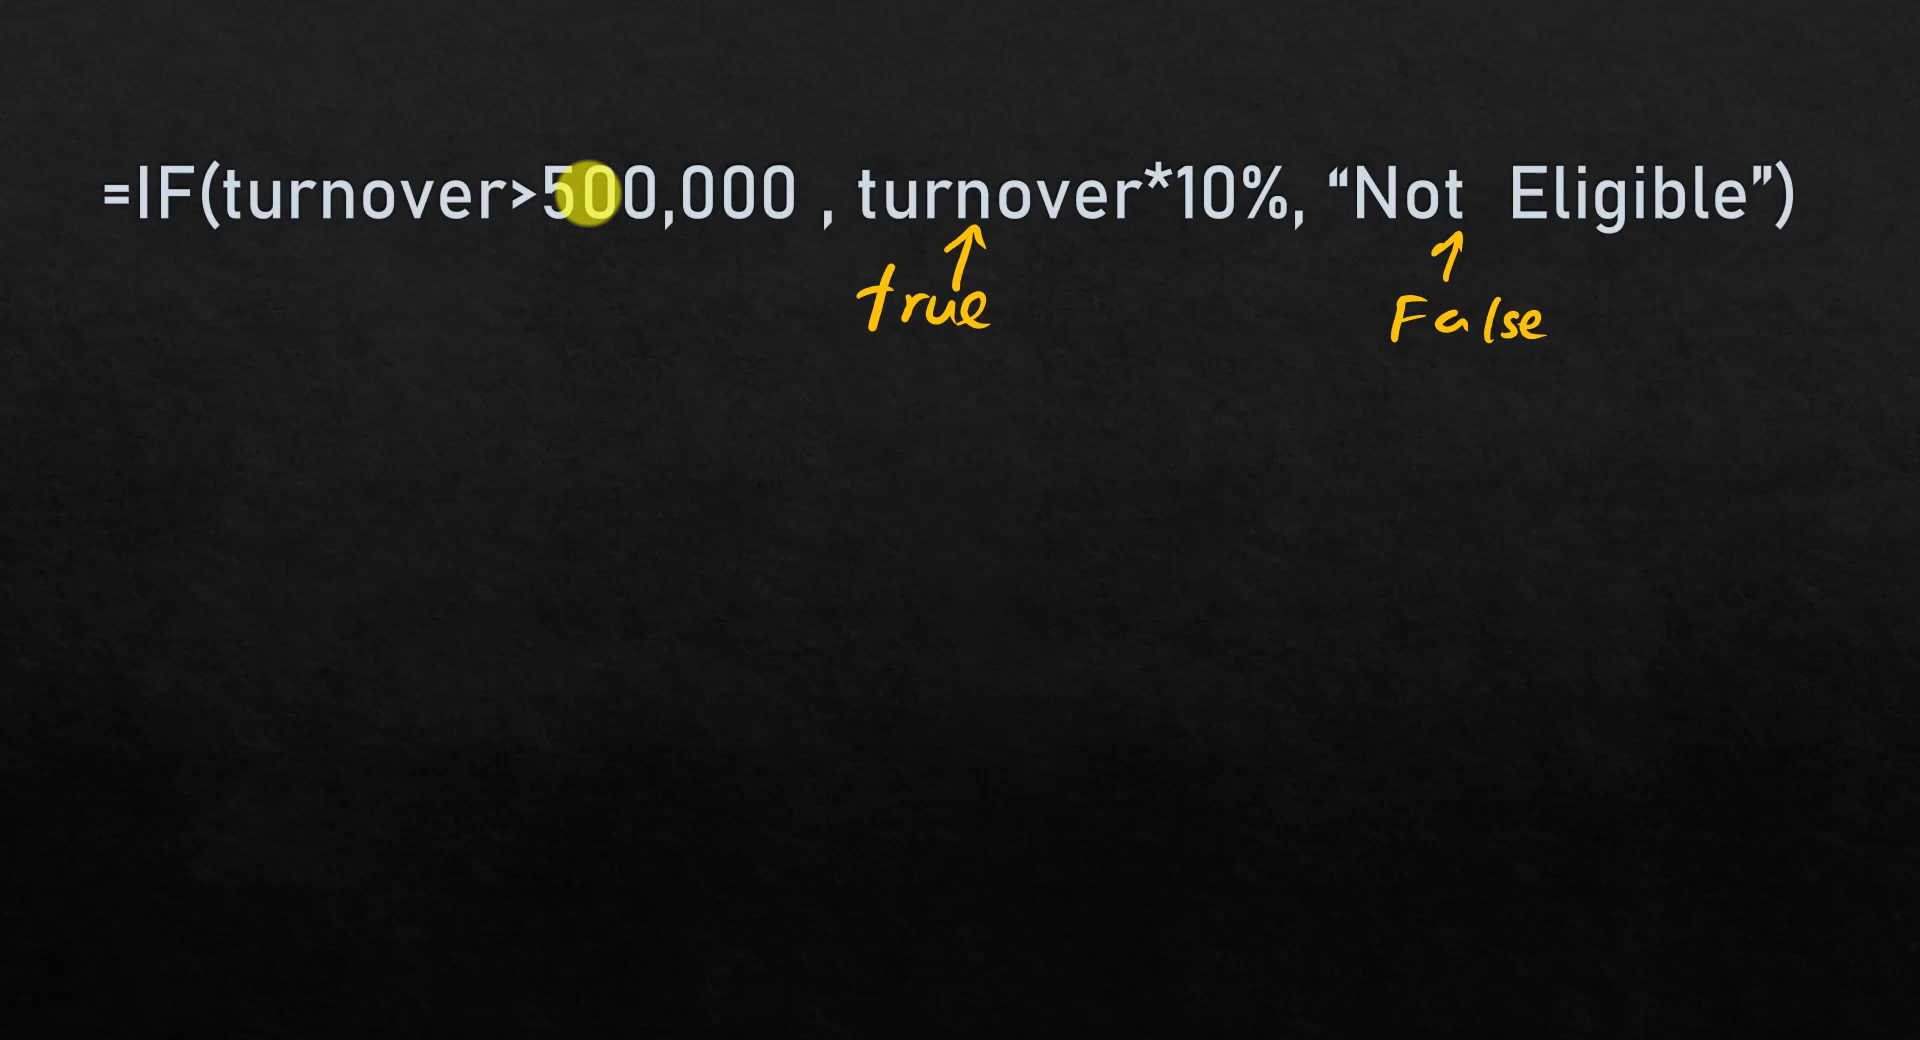 =IF(turnover>500,000 , turnover*10%, “Not Eligible”)
true False